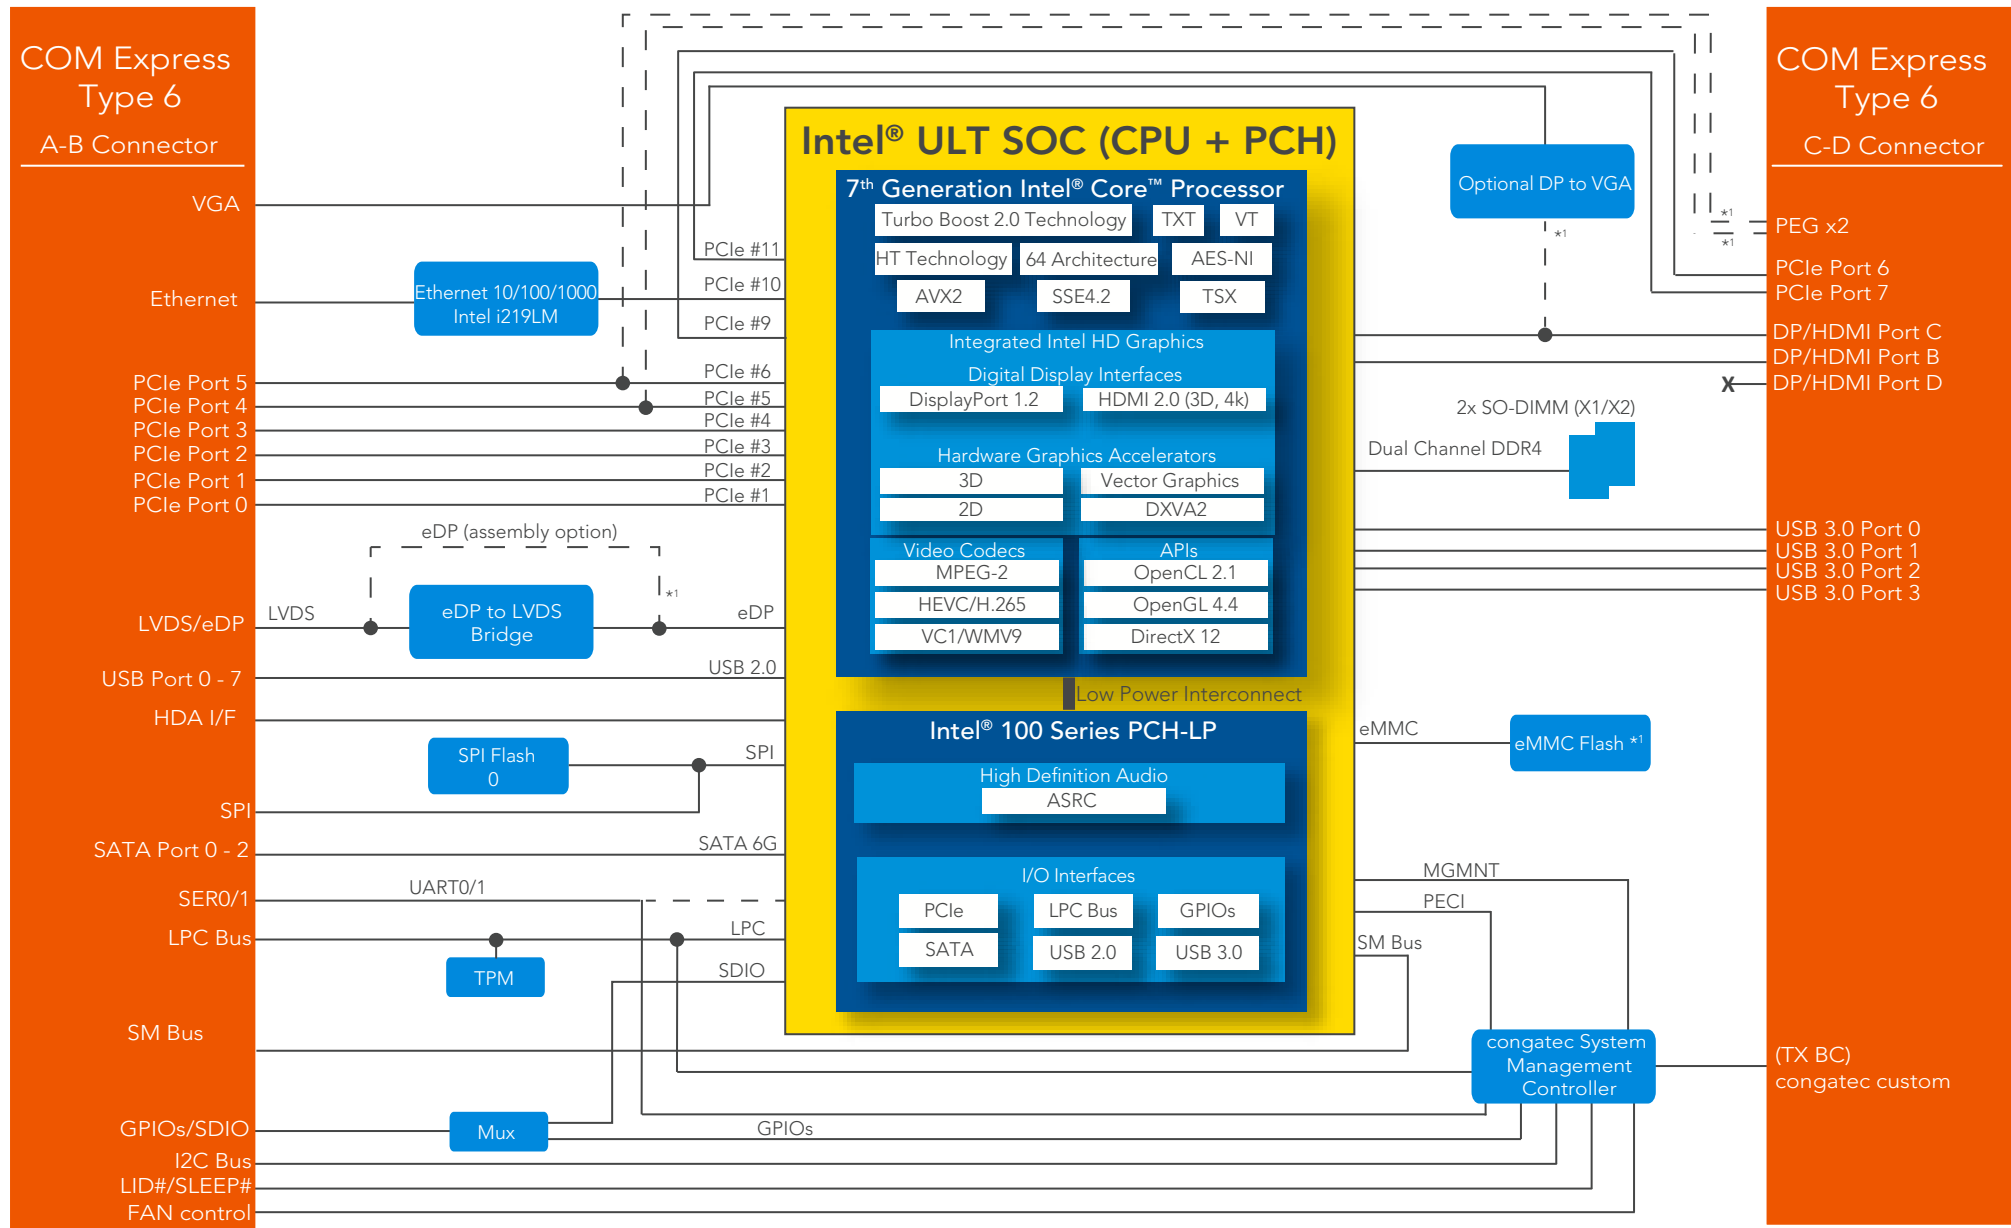 COM Express
Type 6
A-B Connector
VGA
Ethernet
PCIe Port 5
PCIe Port 4
PCIe Port 3
PCIe Port 2
PCIe Port 1
PCIe Port 0
LVDS/eDP
USB Port 0 - 7
HDA I/F
SPI
SATA Port 0 - 2
SER0/1
LPC Bus
SM Bus
GPIOs/SDIO
I2C Bus
LID#/SLEEP#
FAN control
Ethernet 10/100/1000
Intel i219LM
eDP (assembly option)
LVDS
eDP to LVDS
Bridge
*1
SPI Flash
0
UART0/1
TPM
Mux
GPIOs
PCIe #11
PCIe #10
PCIe #9
PCIe #6
PCIe #5
PCIe #4
PCIe #3
PCIe #2
PCIe #1
eDP
USB 2.0
SPI
SATA 6G
LPC
SDIO
Intel® ULT SOC (CPU + PCH)
7th Generation Intel® Core™ Processor
Turbo Boost 2.0 Technology
TXT
VT
HT Technology
64 Architecture
AES-NI
AVX2
SSE4.2
TSX
Integrated Intel HD Graphics
Digital Display Interfaces
DisplayPort 1.2
HDMI 2.0 (3D, 4k)
Hardware Graphics Accelerators
3D
Vector Graphics
2D
DXVA2
Video Codecs
MPEG-2
HEVC/H.265
VC1/WMV9
APIs
OpenCL 2.1
OpenGL 4.4
DirectX 12
Low Power Interconnect
Intel® 100 Series PCH-LP
High Definition Audio
ASRC
I/O Interfaces
PCIe
LPC Bus
GPIOs
SATA
USB 2.0
USB 3.0
Optional DP to VGA
*1
*1
*1
2x SO-DIMM (X1/X2)
Dual Channel DDR4
eMMC
eMMC Flash *1
MGMNT
PECI
SM Bus
congatec System
Management
Controller
COM Express
Type 6
C-D Connector
PEG x2
PCIe Port 6
PCIe Port 7
DP/HDMI Port C
DP/HDMI Port B
X
DP/HDMI Port D
USB 3.0 Port 0
USB 3.0 Port 1
USB 3.0 Port 2
USB 3.0 Port 3
(TX BC)
congatec custom